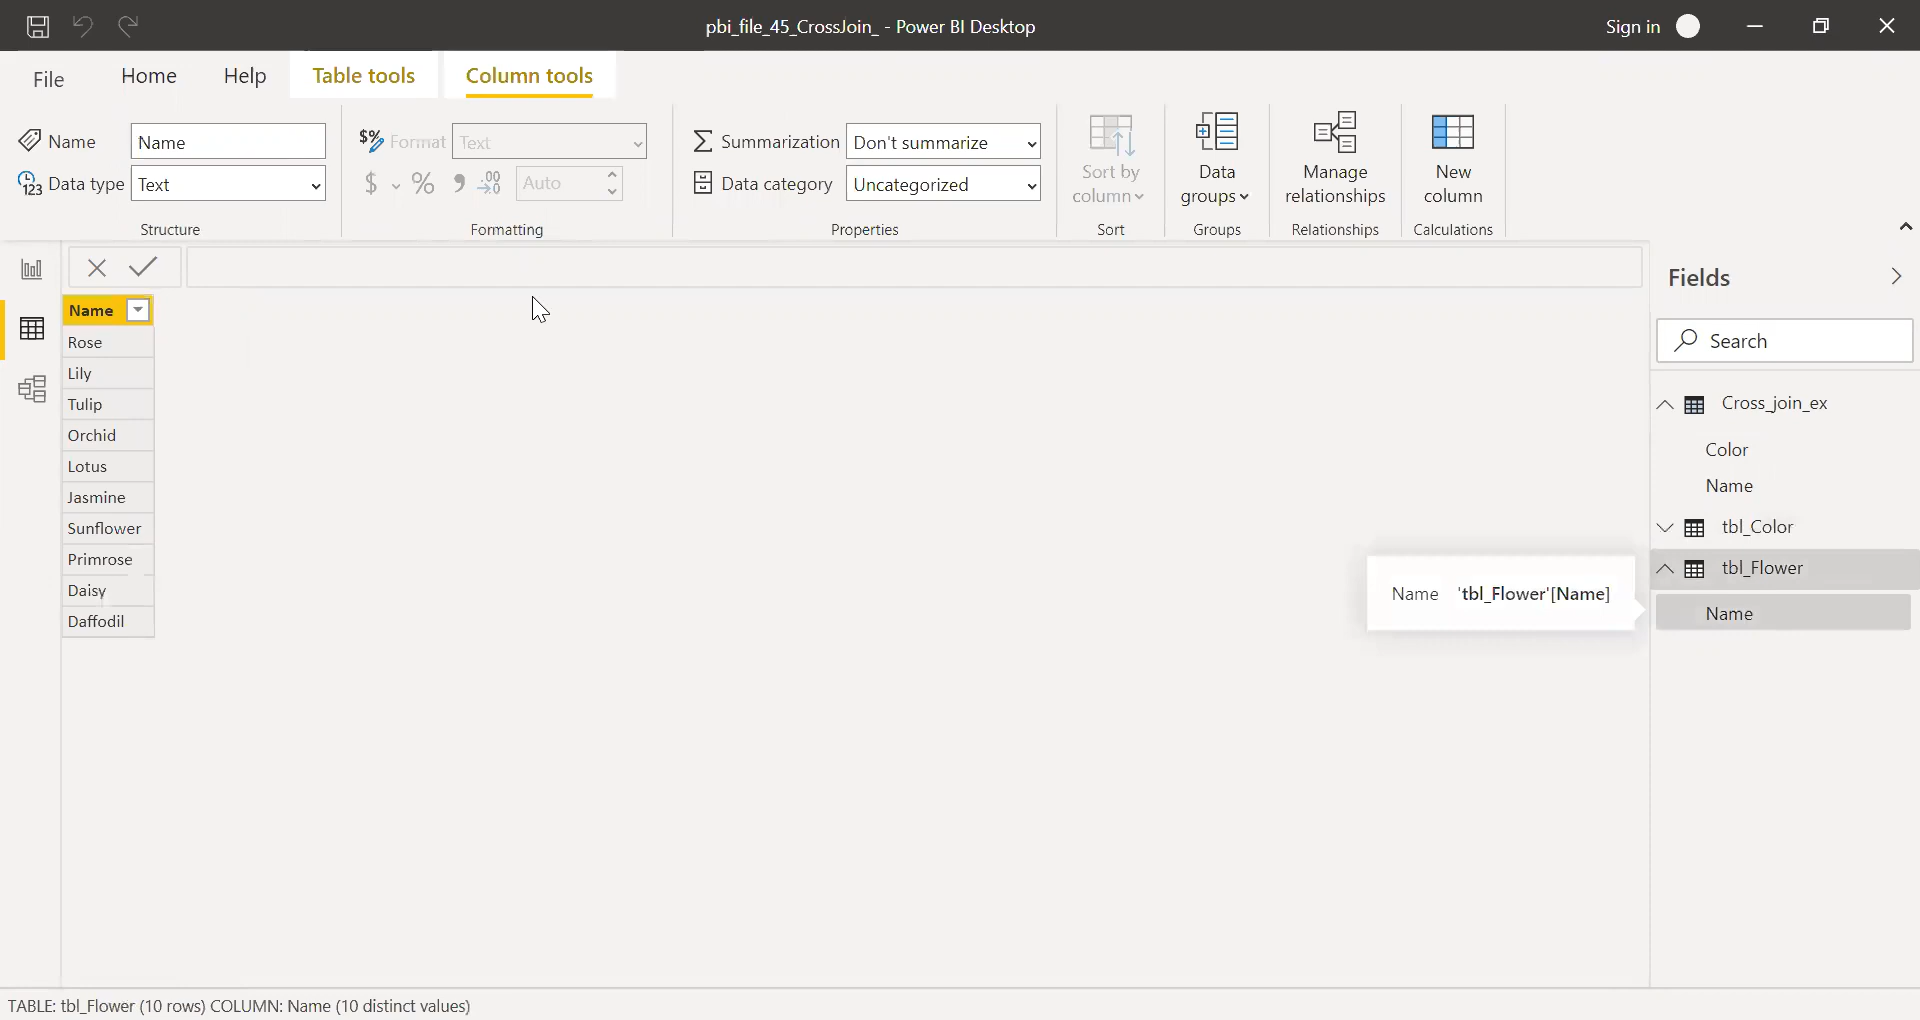 pbi_file_45_CrossJoin_ - Power BI Desktop
Sign in
File Home Help Table tools Column tools
Name Name
Data type Text
Structure
Format Text
$ % 9 .00 Auto
Formatting
Summarization Don't summarize
Data category Uncategorized
Properties
Sort by
column
Sort
Data
groups
Groups
Manage
relationships
Relationships
New
column
Calculations
Name
Rose
Lily
Tulip
Orchid
Lotus
Jasmine
Sunflower
Primrose
Daisy
Daffodil
Name 'tbl_Flower'[Name]
Fields
Search
Cross_join_ex
Color
Name
tbl_Color
tbl_Flower
Name
TABLE: tbl_Flower (10 rows) COLUMN: Name (10 distinct values)